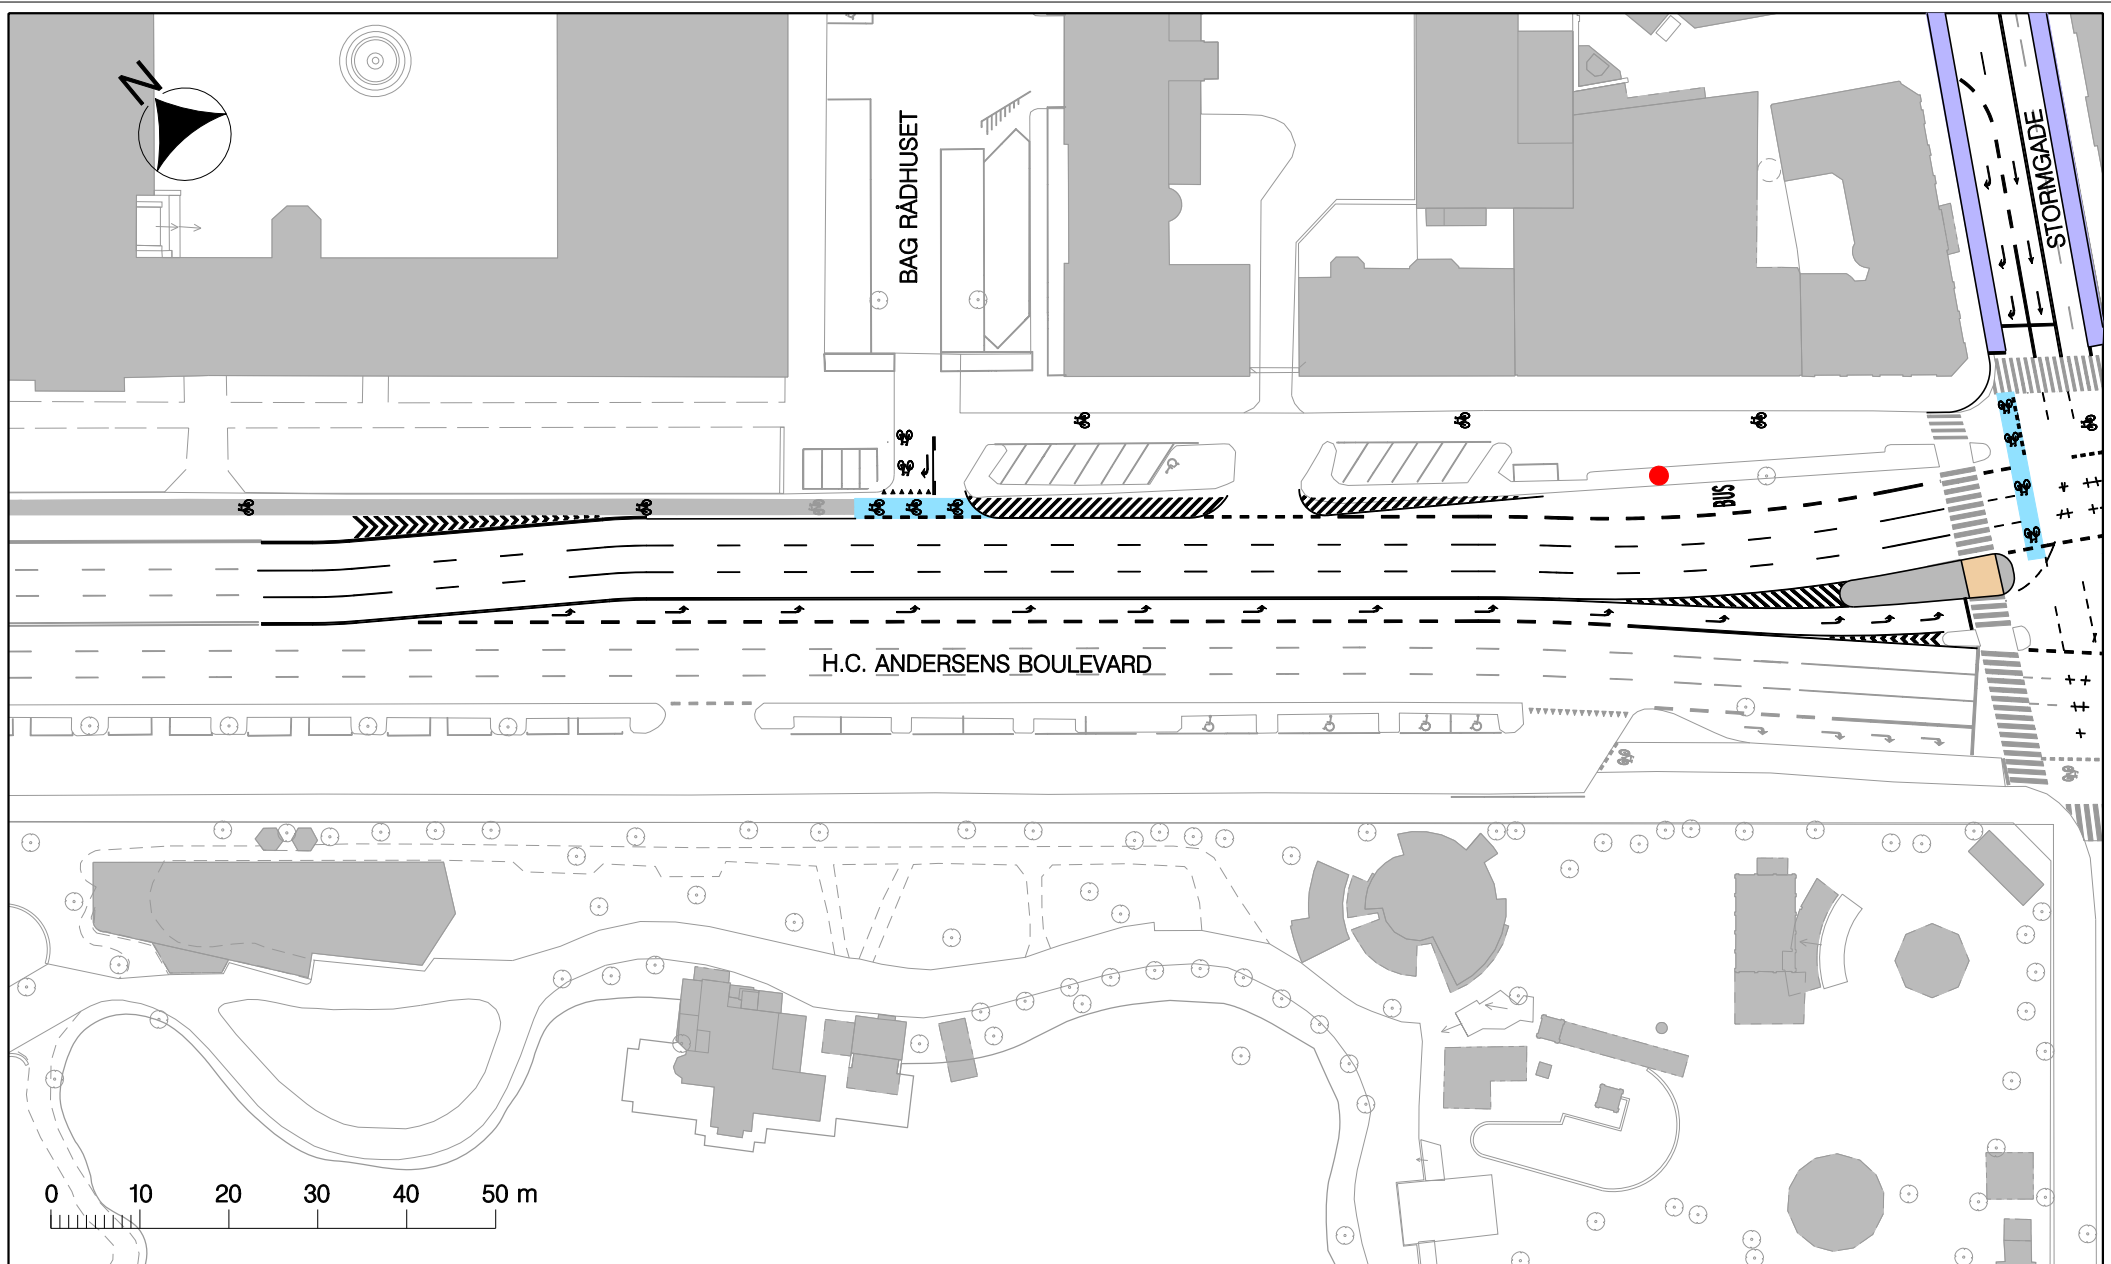 N
BAG RÅDHUSET
STORMGADE
BUS
H.C. ANDERSENS BOULEVARD
0 10 20 30 40 50 m